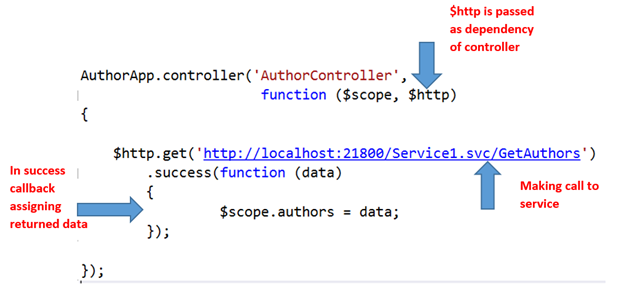 $http is passed
as dependency
of controller
AuthorApp.controller('AuthorController',
function ($scope, $http)
{
$http.get('http://localhost:21800/Service1.svc/GetAuthors')
.success(function (data)
{
$scope.authors = data;
});
});
In success
callback
assigning
returned data
Making call to
service